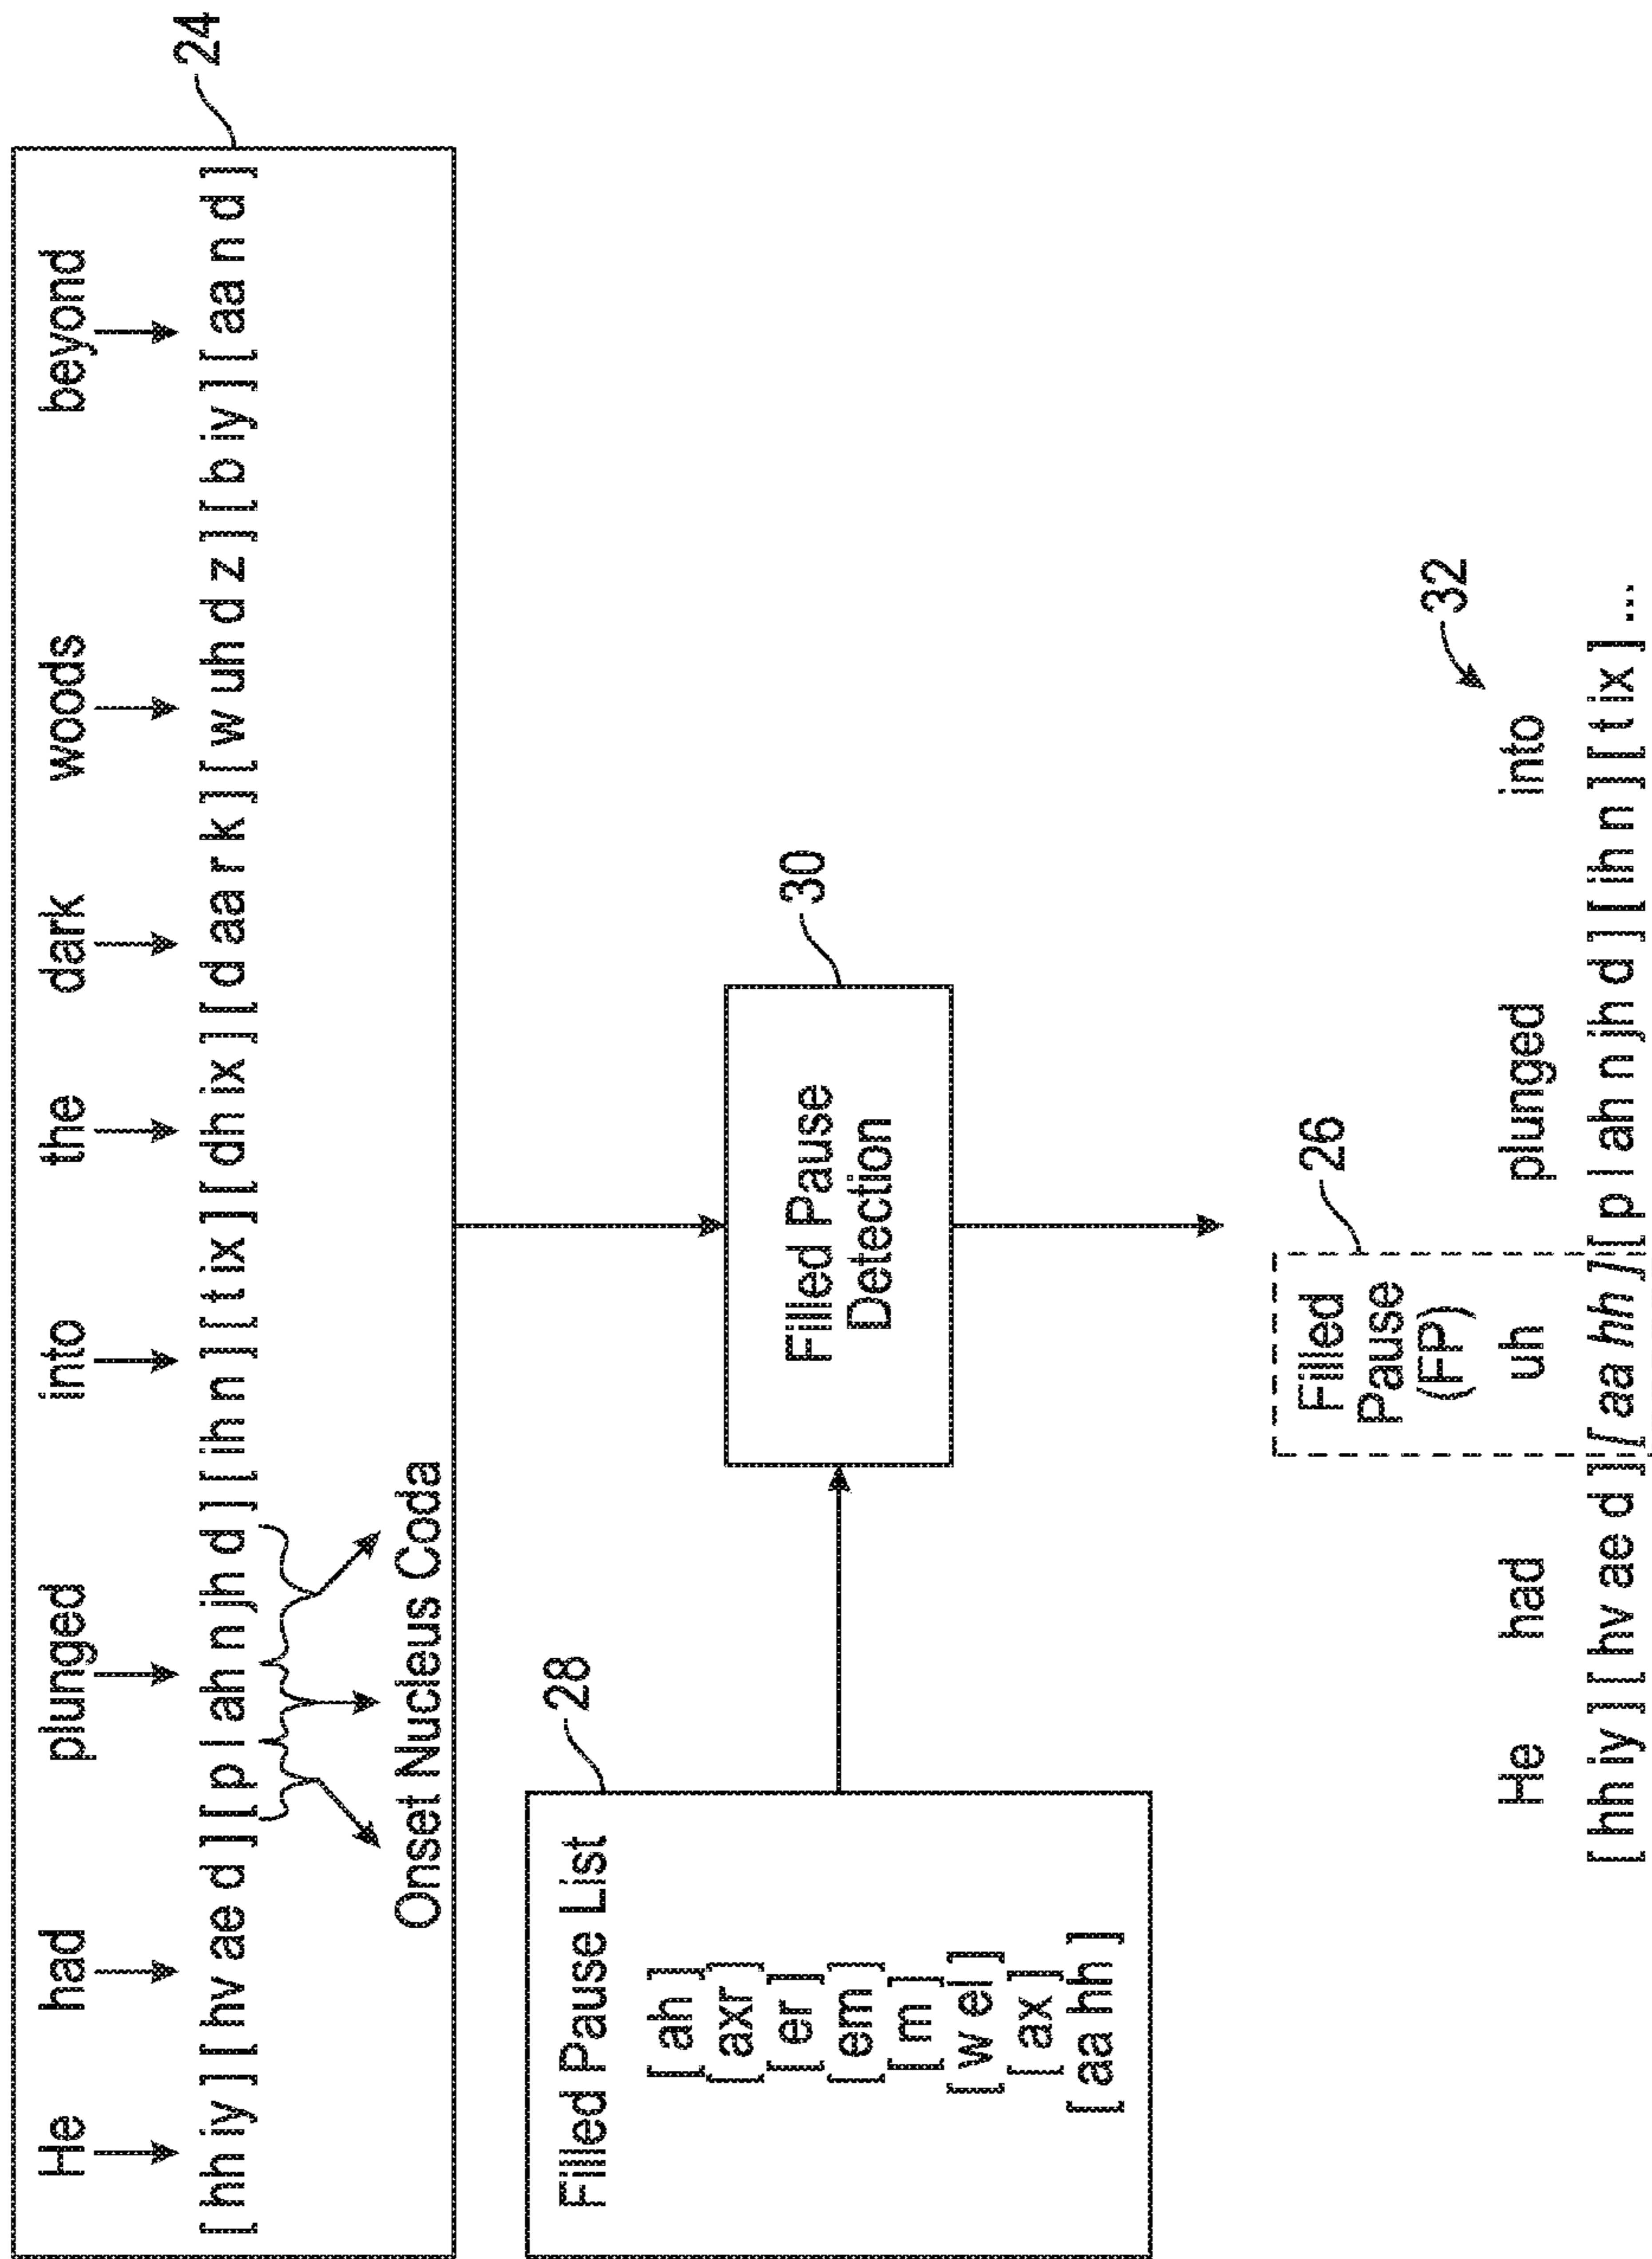 He had plunged into the dark woods beyond
[ hh iy ] [ hv ae d ] [ p l ah n jh d ] [ ih n ] [ t ix ] [ dh ix ] [ d aa r k ] [ w uh d z ] [ b iy ] [ aa n d ]
Onset Nucleus Coda
24
Filled Pause List
[ ah ]
[ axr ]
[ er ]
[ em ]
[ m ]
[ w el ]
[ ax ]
[ aa hh ]
28
Filled Pause
Detection
30
Filled
Pause
(FP)
26
He had uh plunged into
32
[ hh iy ] [ hv ae d ] [ aa hh ] [ p l ah n jh d ] [ ih n ] [ t ix ] ...